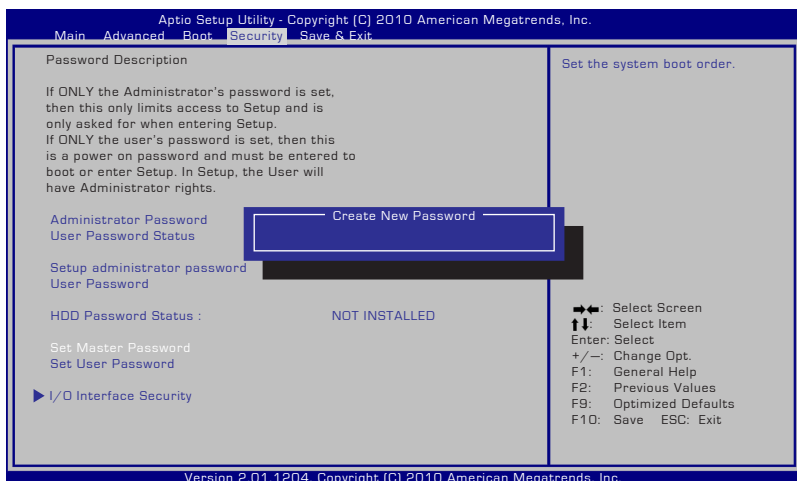 Aptio Setup Utility - Copyright (C) 2010 American Megatrends, Inc.
Main Advanced Boot Security Save & Exit
Password Description
If ONLY the Administrator's password is set,
then this only limits access to Setup and is
only asked for when entering Setup.
If ONLY the user's password is set, then this
is a power on password and must be entered to
boot or enter Setup. In Setup, the User will
have Administrator rights.
Administrator Password
User Password Status
Create New Password
Setup administrator password
User Password
HDD Password Status : NOT INSTALLED
Set Master Password
Set User Password
I/O Interface Security
Set the system boot order.
→←: Select Screen
↑↓: Select Item
Enter: Select
+/—: Change Opt.
F1: General Help
F2: Previous Values
F9: Optimized Defaults
F10: Save ESC: Exit
Version 2.01.1204. Copyright (C) 2010 American Megatrends, Inc.